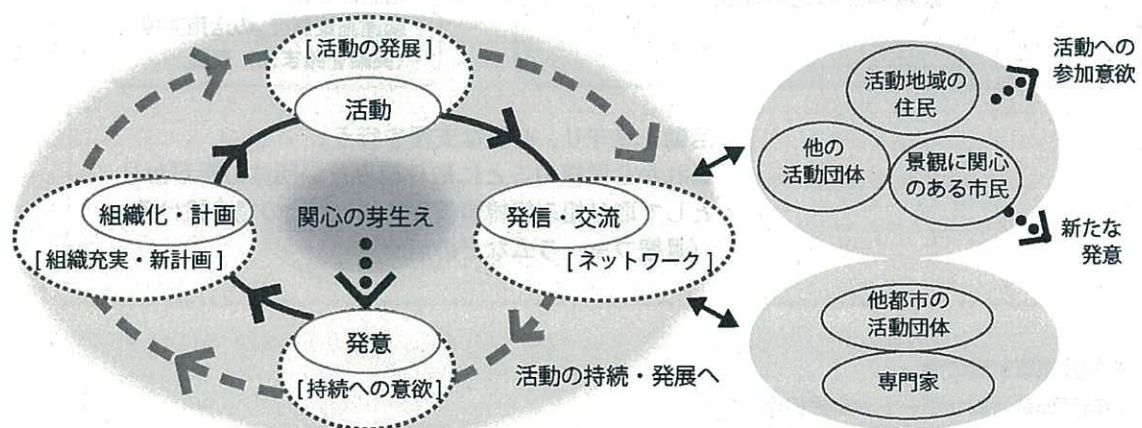 [活動の発展]
活動
組織化・計画
[組織充実・新計画]
関心の芽生え
発信・交流
[ネットワーク]
発意
[持続への意欲]
活動の持続・発展へ
活動地域の
住民
他の
活動団体
景観に関心
のある市民
活動への
参加意欲
新たな
発意
他都市の
活動団体
専門家